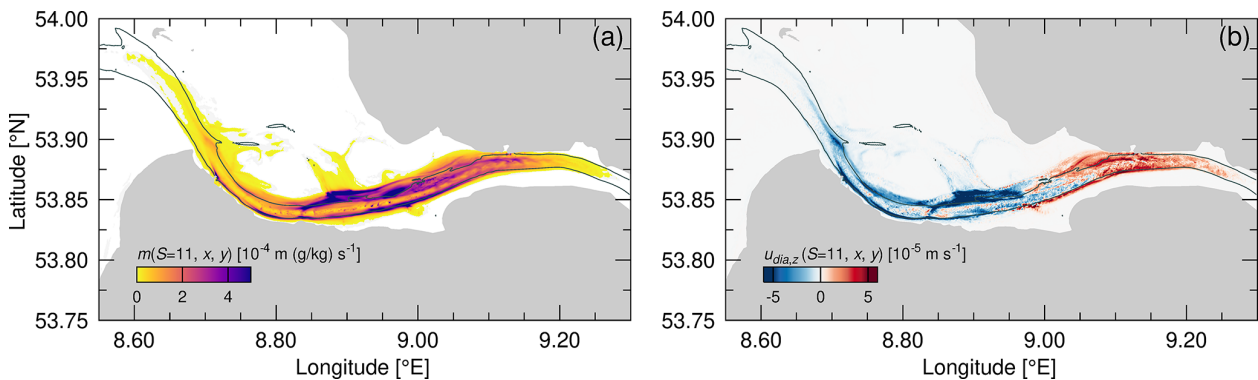 54.00
53.95
53.90
53.85
53.80
53.75
Latitude [°N]
(a)
m(S=11, x, y) [10⁻⁴ m (g/kg) s⁻¹]
0 2 4
8.60 8.80 9.00 9.20
Longitude [°E]
54.00
53.95
53.90
53.85
53.80
53.75
(b)
u_dia,z (S=11, x, y) [10⁻⁵ m s⁻¹]
-5 0 5
8.60 8.80 9.00 9.20
Longitude [°E]